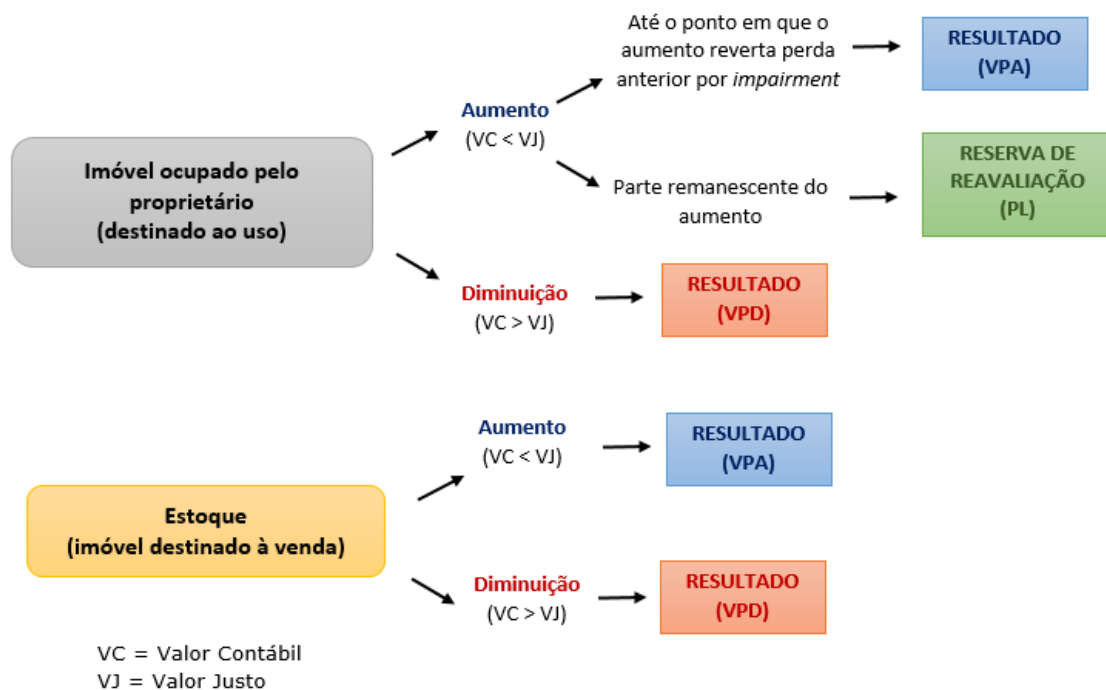 Imóvel ocupado pelo
proprietário
(destinado ao uso)
Aumento
(VC < VJ)
Até o ponto em que o
aumento reverta perda
anterior por impairment
RESULTADO
(VPA)
Parte remanescente do
aumento
RESERVA DE
REAVALIAÇÃO
(PL)
Diminuição
(VC > VJ)
RESULTADO
(VPD)
Estoque
(imóvel destinado à venda)
Aumento
(VC < VJ)
RESULTADO
(VPA)
Diminuição
(VC > VJ)
RESULTADO
(VPD)
VC = Valor Contábil
VJ = Valor Justo